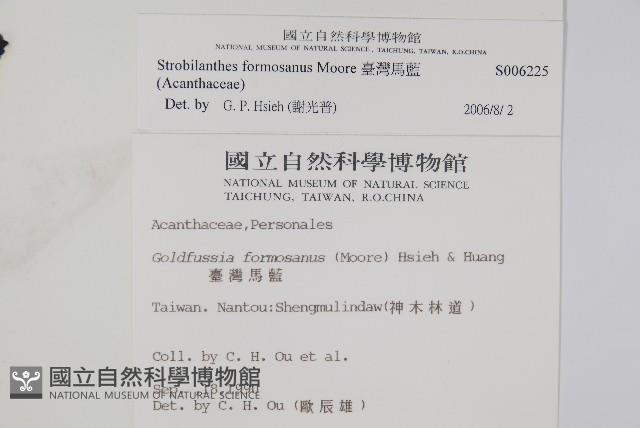 國立自然科學博物館
NATIONAL MUSEUM OF NATURAL SCIENCE, TAICHUNG, TAIWAN, R.O.CHINA
Strobilanthes formosanus Moore 臺灣馬藍 S006225
(Acanthaceae)
Det. by G. P. Hsieh (謝光普) 2006/8/ 2
國立自然科學博物館
NATIONAL MUSEUM OF NATURAL SCIENCE
TAICHUNG, TAIWAN, R.O.CHINA
Acanthaceae,Personales
Goldfussia formosanus (Moore) Hsieh & Huang
臺灣馬藍
Taiwan. Nantou:Shengmulindaw(神木林道)
Coll. by C. H. Ou et al.
Sep. 18.1990
Det. by C. H. Ou (歐辰雄)
國立自然科學博物館
NATIONAL MUSEUM OF NATURAL SCIENCE